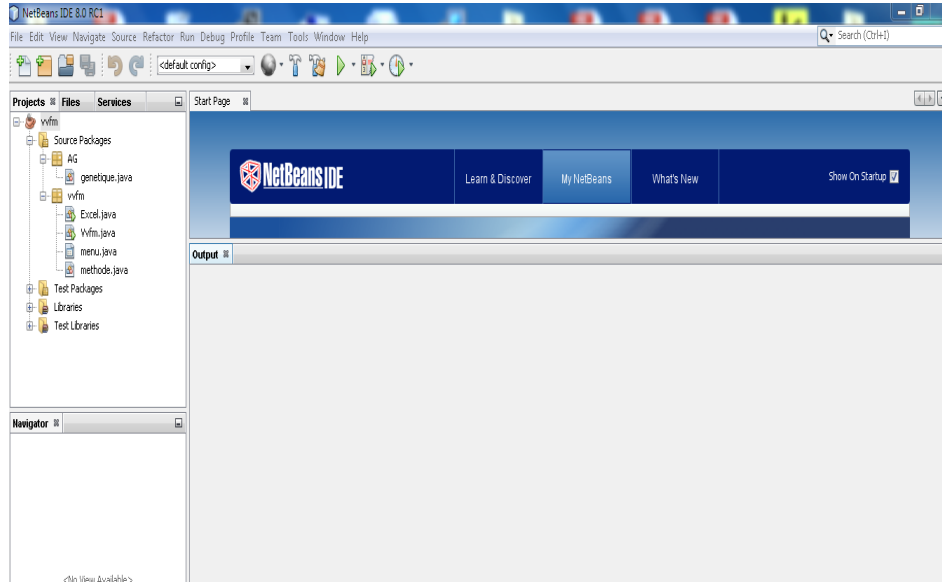 NetBeans IDE 8.0 RC1
File Edit View Navigate Source Refactor Run Debug Profile Team Tools Window Help
Search (Ctrl+I)
<default config>
Projects Files Services
Start Page
vvfm
Source Packages
AG
genetique.java
vvfm
Excel.java
Vvfm.java
menu.java
methode.java
Test Packages
Libraries
Test Libraries
NetBeans IDE
Learn & Discover
My NetBeans
What's New
Show On Startup
Output
Navigator
<No View Available>